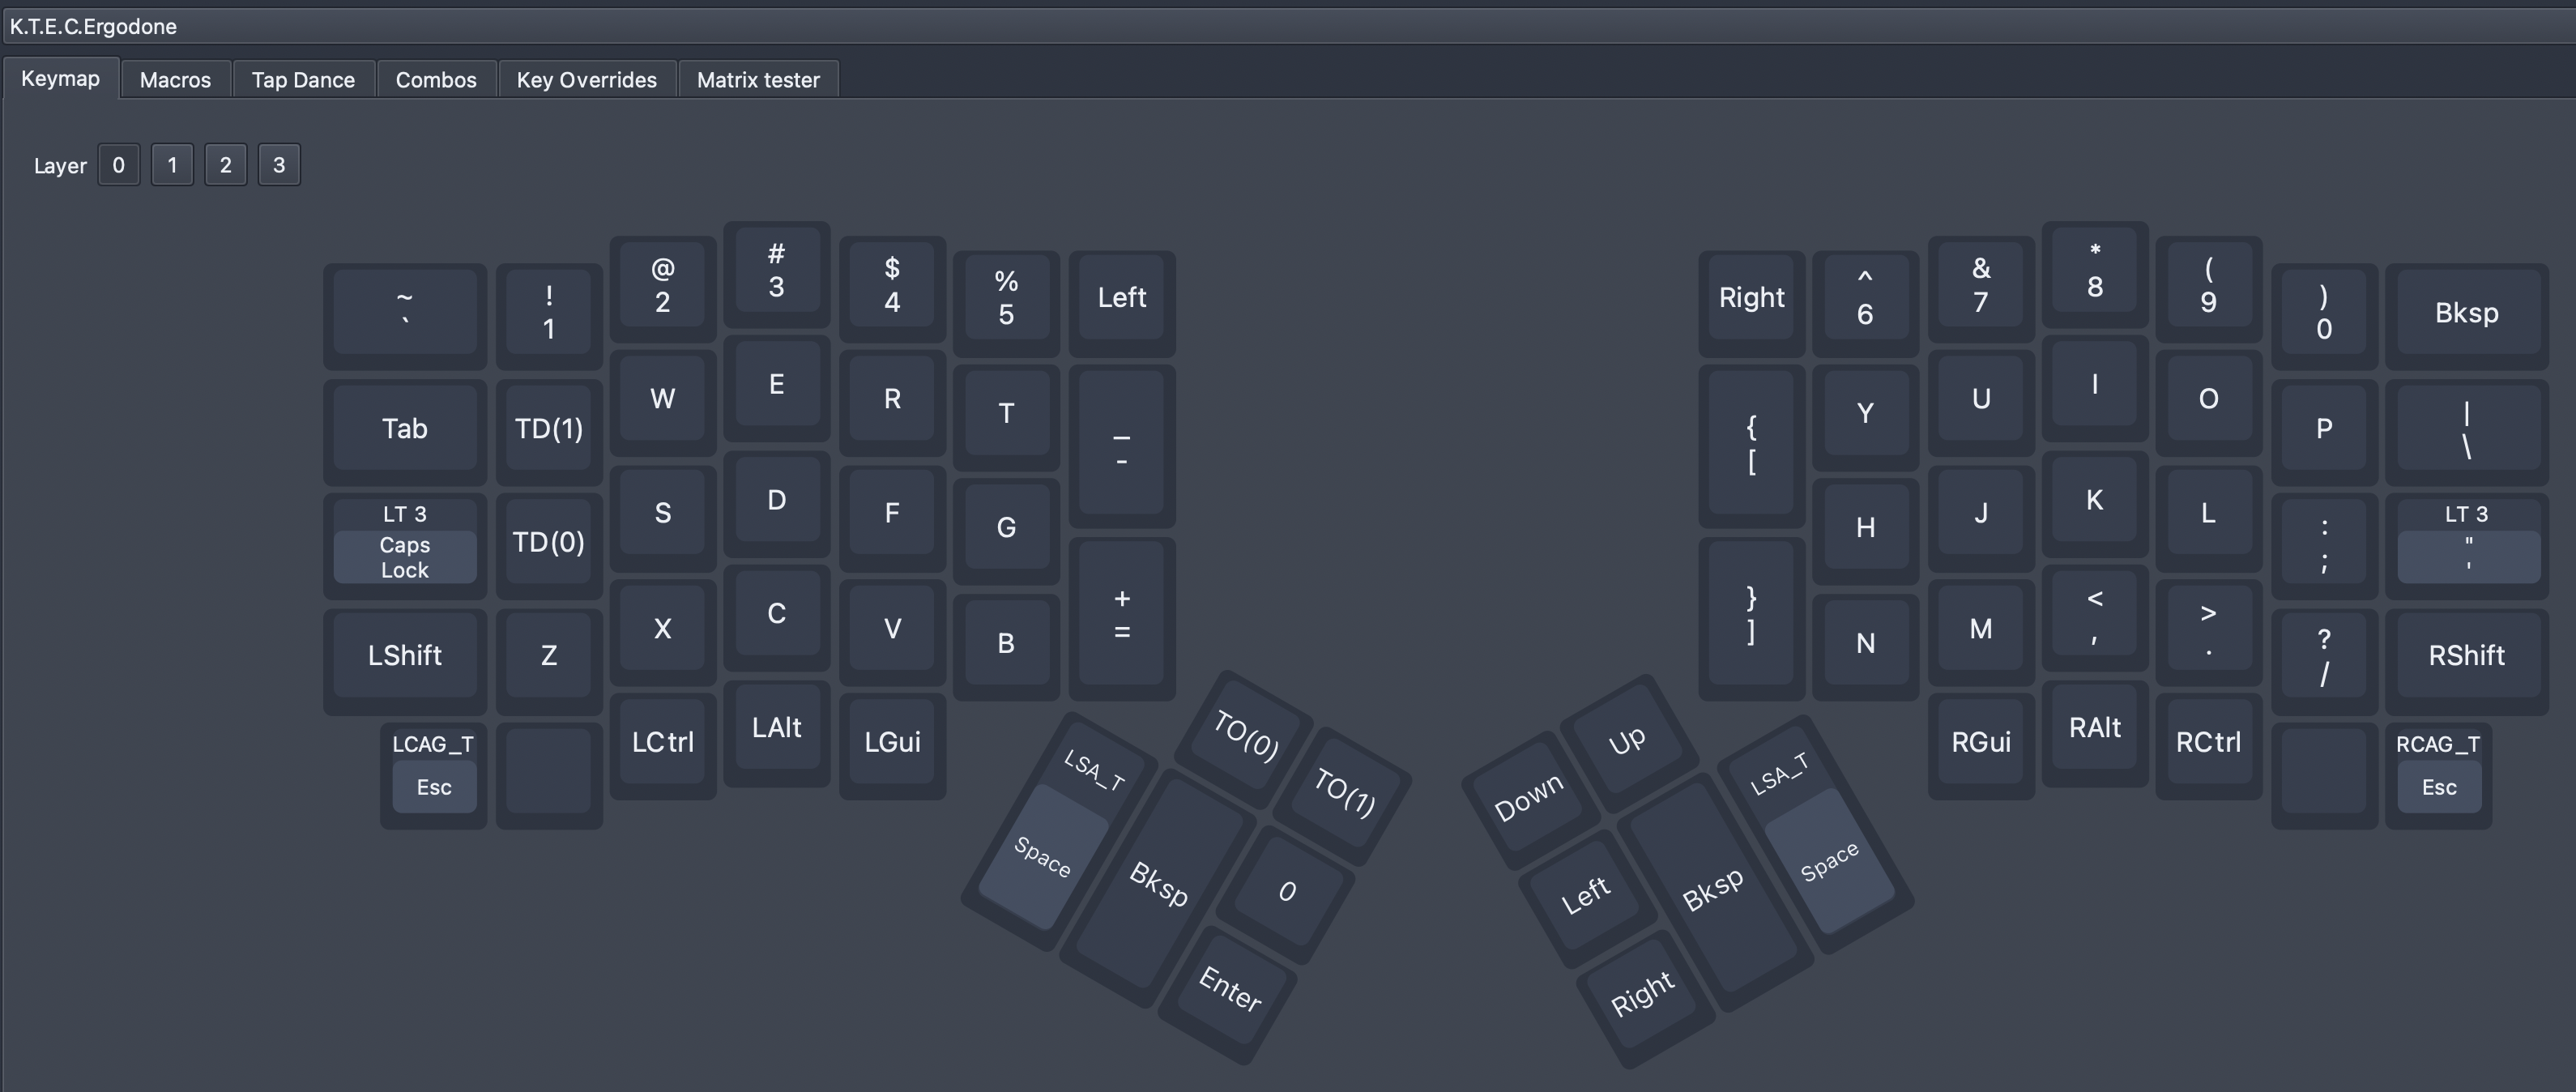 K.T.E.C.Ergodone
Keymap Macros Tap Dance Combos Key Overrides Matrix tester
Layer 0 1 2 3
~ ! @ # $ % Left Right ^ & * ( ) Bksp
` 1 2 3 4 5 6 7 8 9 0
Tab TD(1) W E R T _ { Y U I O P |
- [ \
LT 3 TD(0) S D F G H J K L : LT 3
Caps ; "
Lock '
LShift Z X C V B + } N M < > ? RShift
= ] , . /
LCAG_T LCtrl LAlt LGui RGui RAlt RCtrl RCAG_T
Esc Esc
LSA_T TO(0) TO(1) Down Up LSA_T
Space Bksp 0 Left Bksp Space
Enter Right